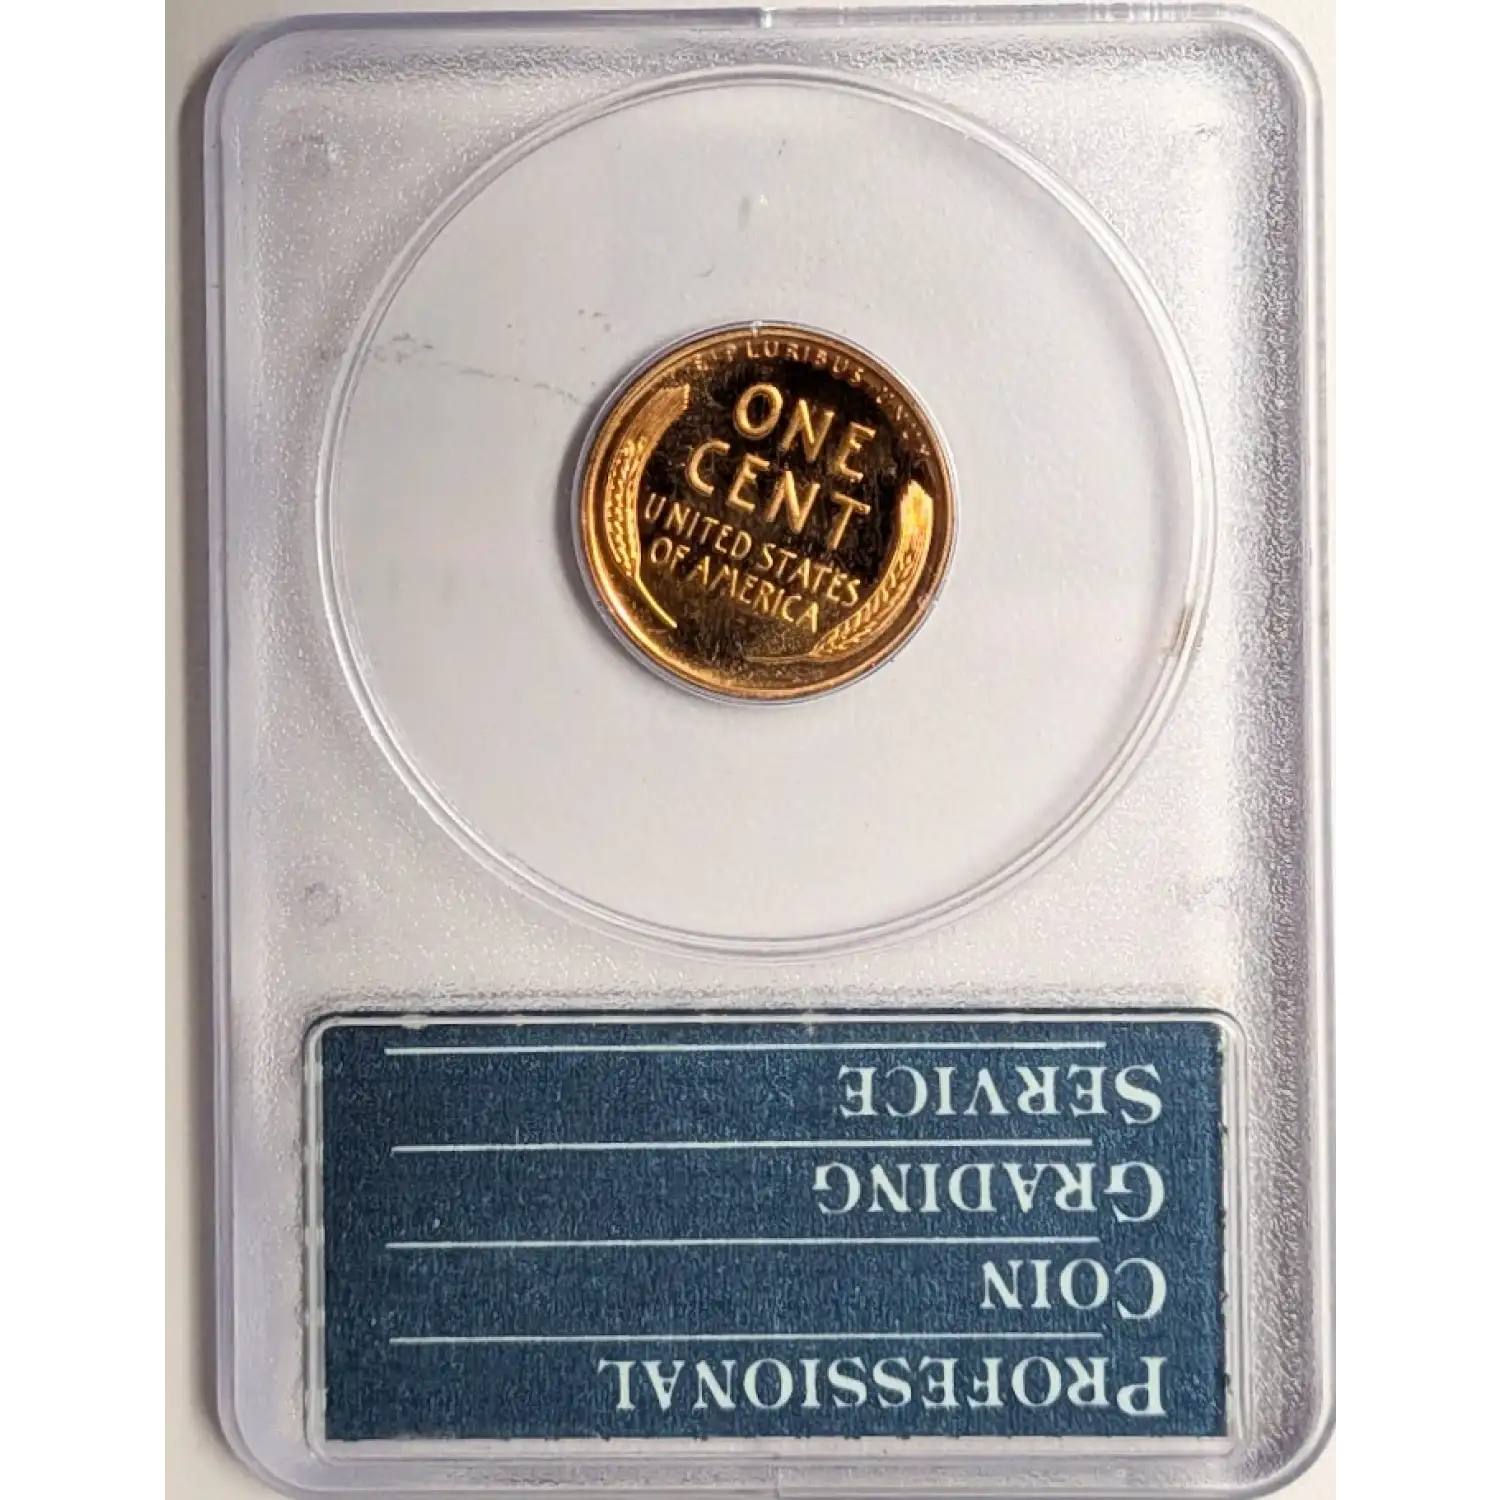 E PLURIBUS UNUM
ONE
CENT
UNITED STATES
OF AMERICA
PROFESSIONAL
COIN
GRADING
SERVICE